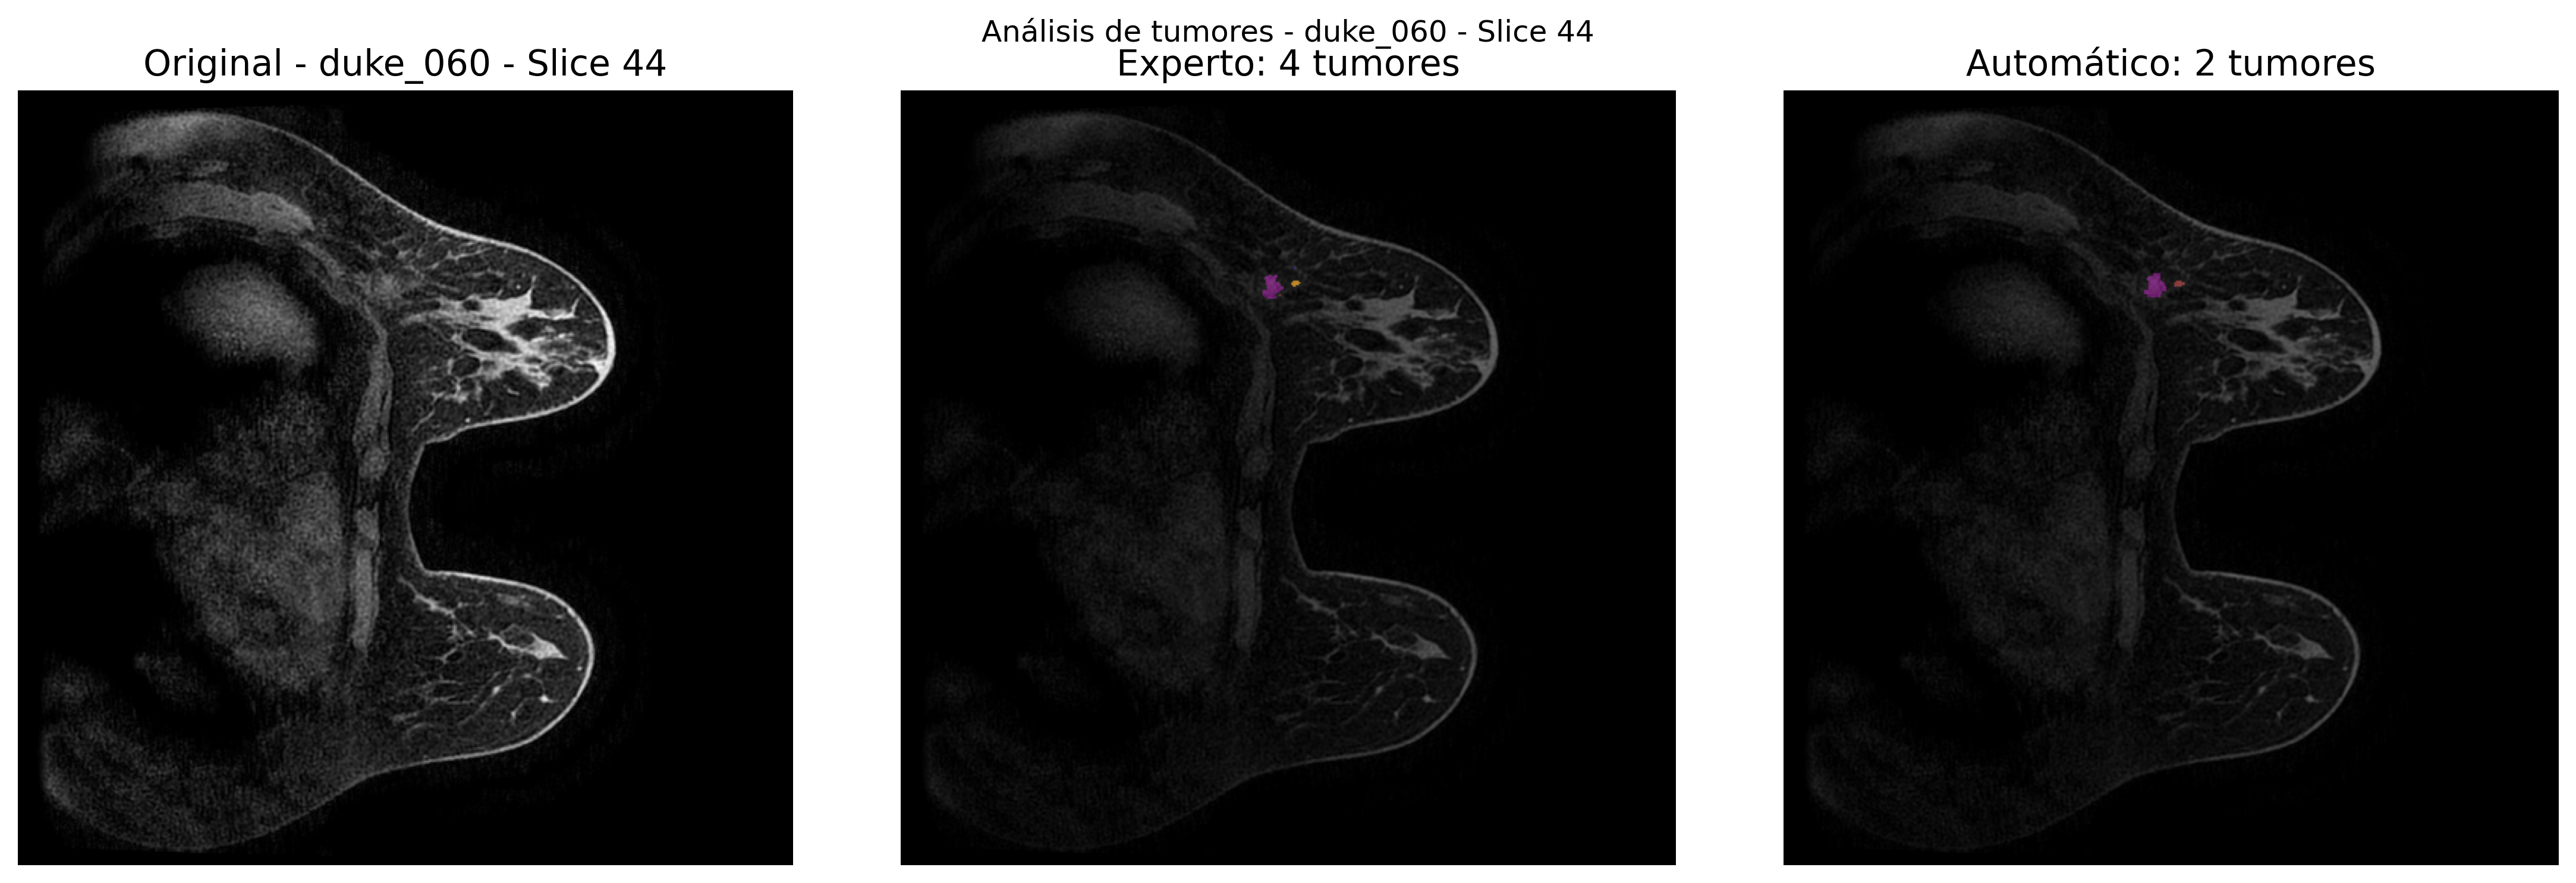 Análisis de tumores - duke_060 - Slice 44
Original - duke_060 - Slice 44
Experto: 4 tumores
Automático: 2 tumores